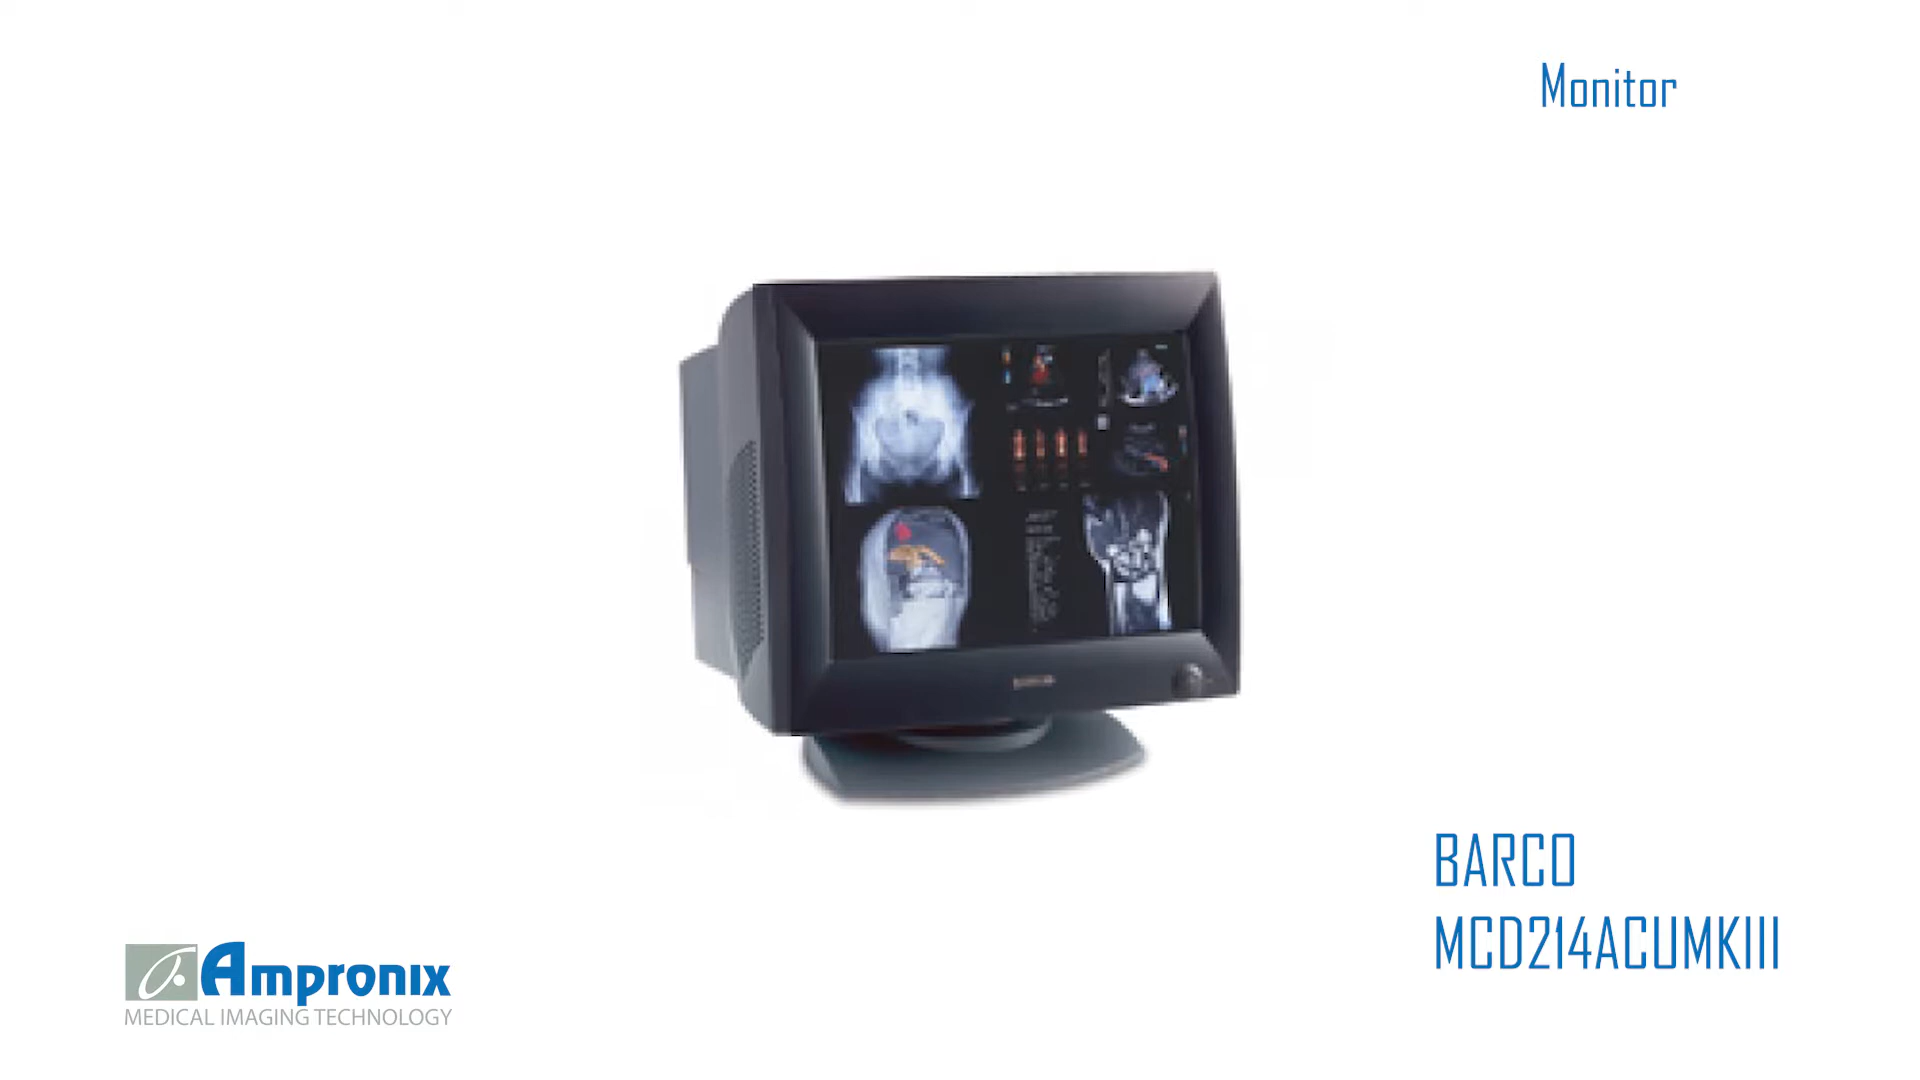 Monitor
BARCO
MCD214ACUMKIII
Ampronix
MEDICAL IMAGING TECHNOLOGY